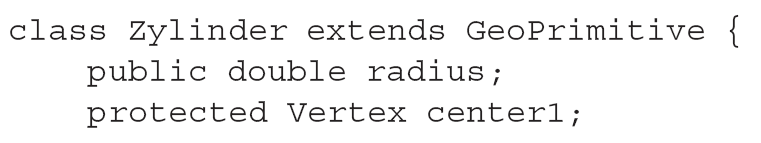 class Zylinder extends GeoPrimitive {
    public double radius;
    protected Vertex center1;